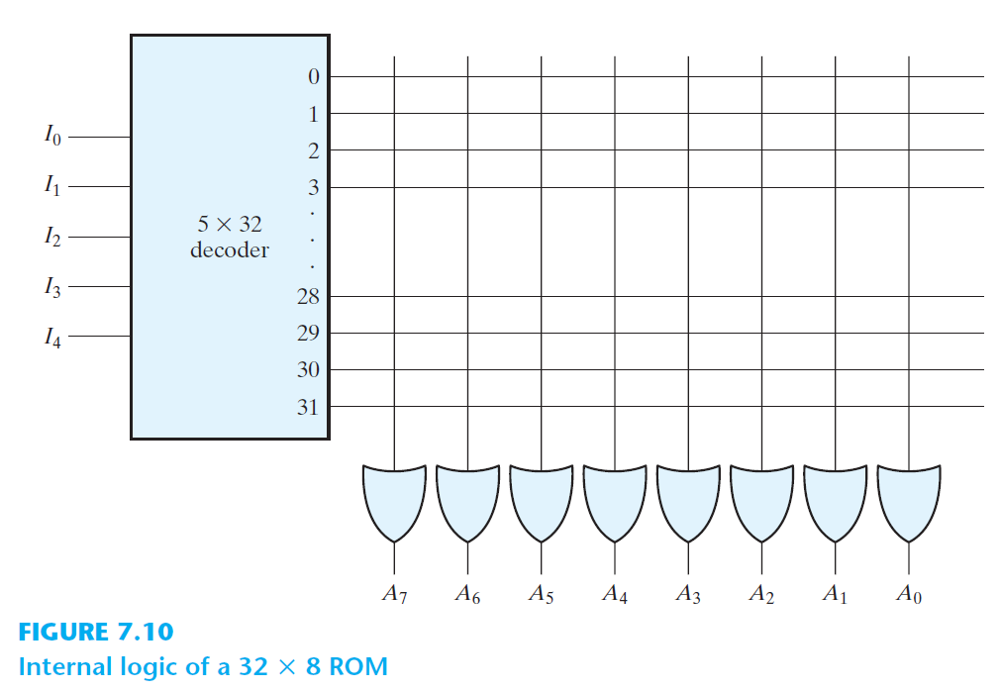 0
1
I₀
2
I₁
3
5 × 32
decoder
.
I₂
.
.
I₃
28
29
I₄
30
31
A₇ A₆ A₅ A₄ A₃ A₂ A₁ A₀
FIGURE 7.10
Internal logic of a 32 × 8 ROM